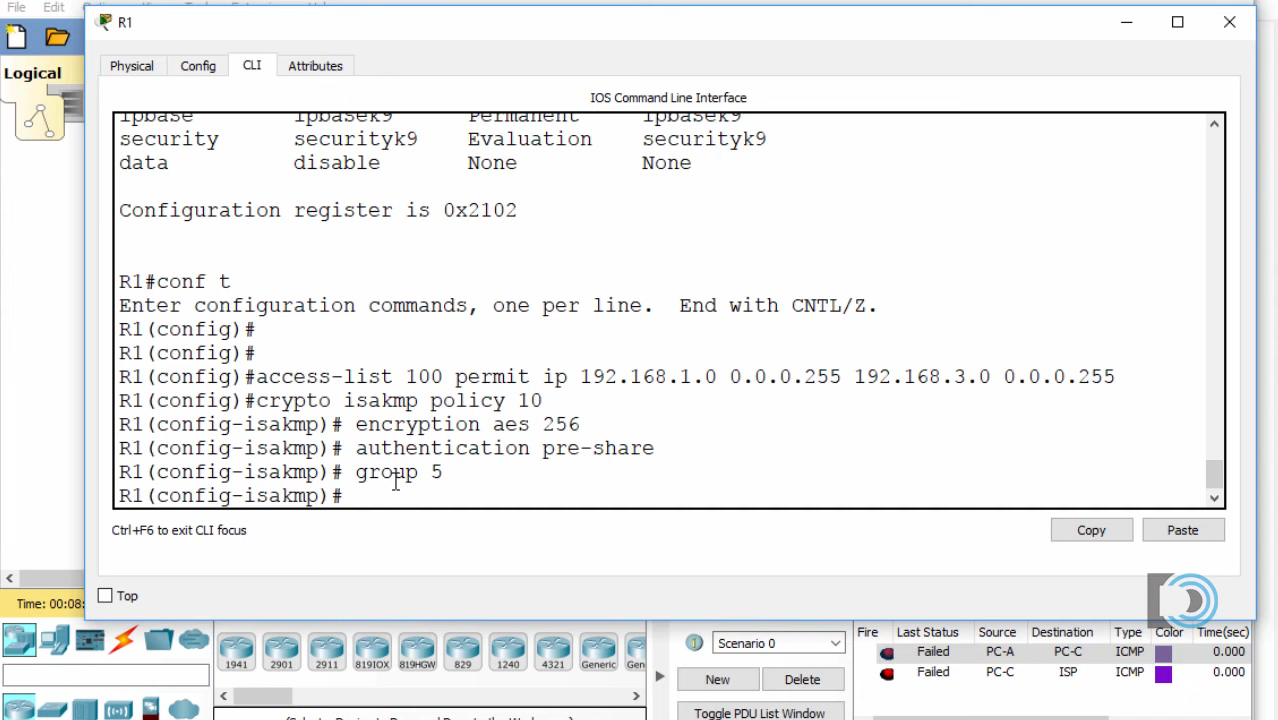 File Edit
R1
Logical
Physical Config CLI Attributes
IOS Command Line Interface
ipbase ipbasek9 Permanent ipbasek9
security securityk9 Evaluation securityk9
data disable None None
Configuration register is 0x2102
R1#conf t
Enter configuration commands, one per line. End with CNTL/Z.
R1(config)#
R1(config)#
R1(config)#access-list 100 permit ip 192.168.1.0 0.0.0.255 192.168.3.0 0.0.0.255
R1(config)#crypto isakmp policy 10
R1(config-isakmp)# encryption aes 256
R1(config-isakmp)# authentication pre-share
R1(config-isakmp)# group 5
R1(config-isakmp)#
Ctrl+F6 to exit CLI focus
Copy Paste
Top
Time: 00:08:
1941 2901 2911 819IOX 819HGW 829 1240 4321 Generic Gen
Scenario 0
New Delete
Toggle PDU List Window
Fire Last Status Source Destination Type Color Time(sec)
Failed PC-A PC-C ICMP 0.000
Failed PC-C ISP ICMP 0.000